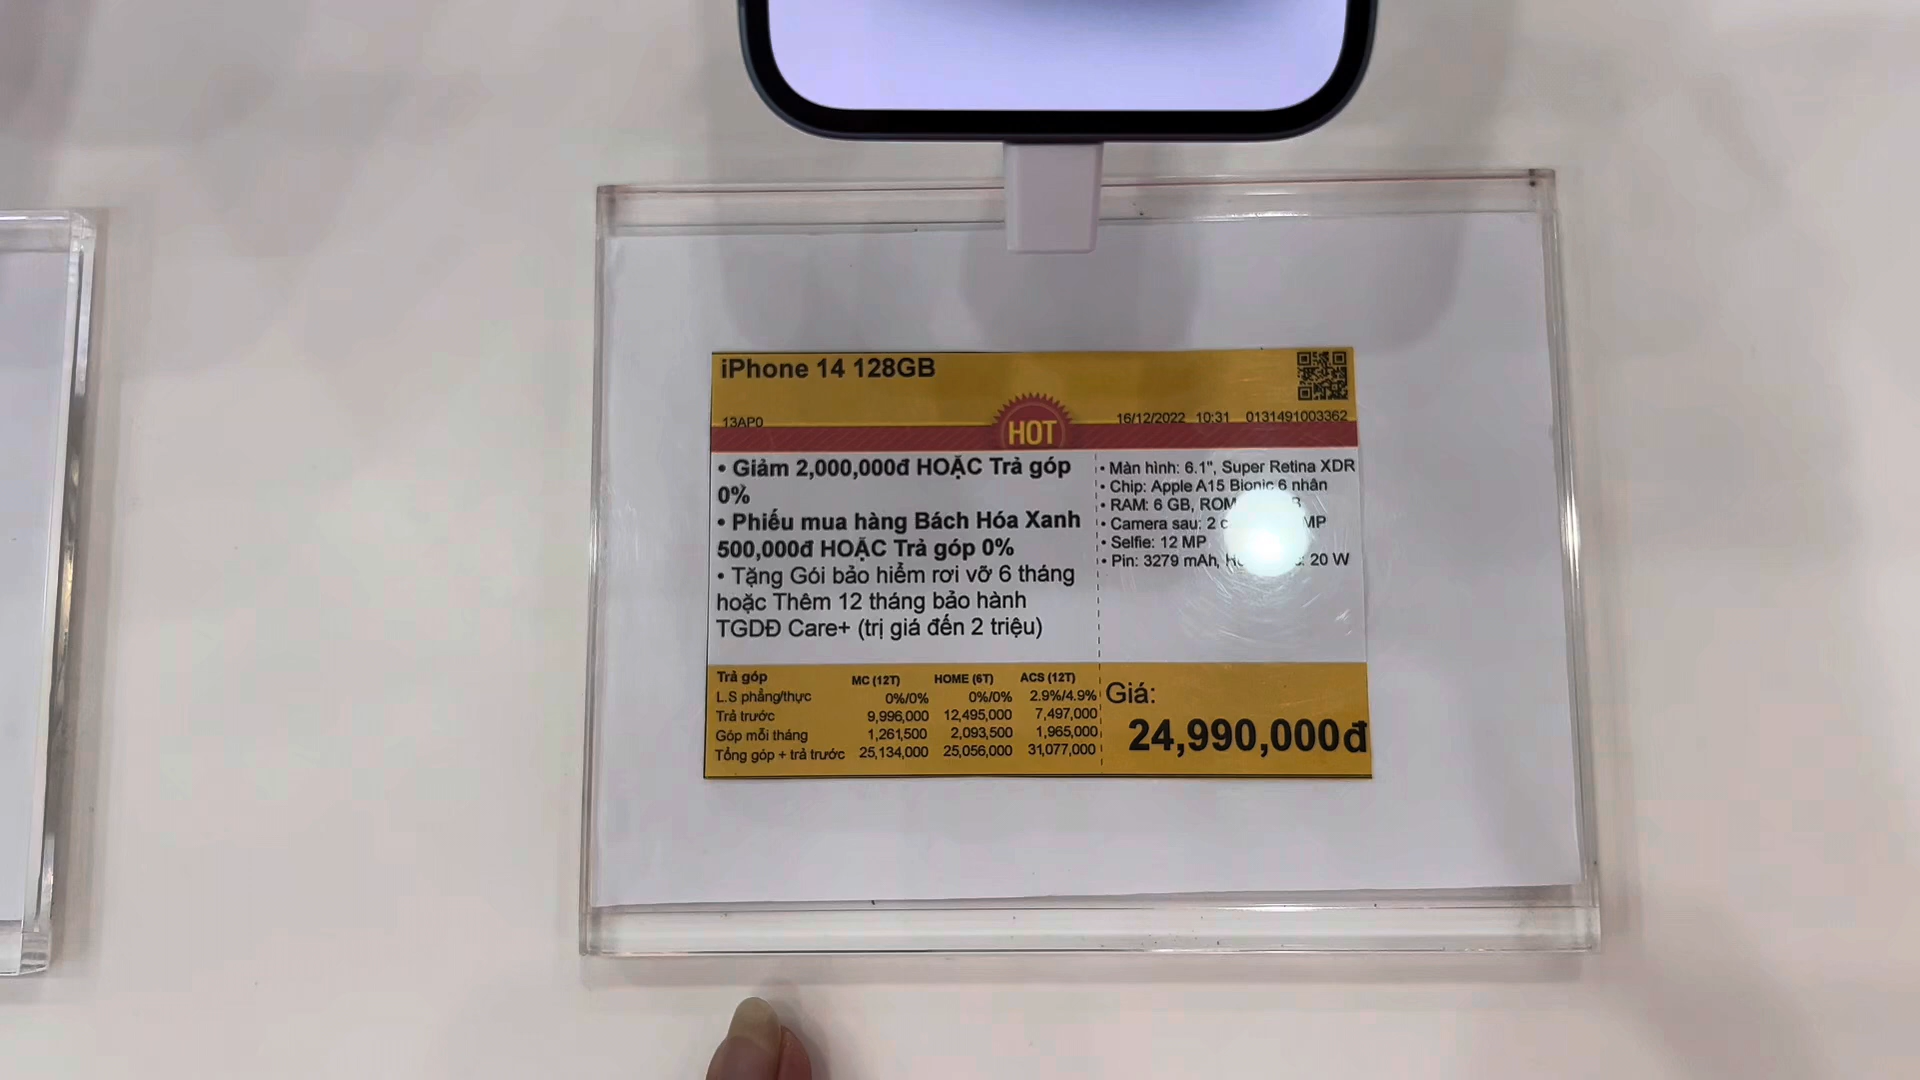 iPhone 14 128GB
13AP0
HOT
16/12/2022 10:31 0131491003362
• Giảm 2,000,000đ HOẶC Trả góp
0%
• Phiếu mua hàng Bách Hóa Xanh
500,000đ HOẶC Trả góp 0%
• Tặng Gói bảo hiểm rơi vỡ 6 tháng
hoặc Thêm 12 tháng bảo hành
TGDĐ Care+ (trị giá đến 2 triệu)
• Màn hình: 6.1", Super Retina XDR
• Chip: Apple A15 Bionic 6 nhân
• RAM: 6 GB, ROM
• Camera sau: 2 MP
• Selfie: 12 MP
• Pin: 3279 mAh, 20 W
Trả góp MC (12T) HOME (6T) ACS (12T)
L.S phẳng/thực 0%/0% 0%/0% 2.9%/4.9%
Trả trước 9,996,000 12,495,000 7,497,000
Góp mỗi tháng 1,261,500 2,093,500 1,965,000
Tổng góp + trả trước 25,134,000 25,056,000 31,077,000
Giá:
24,990,000đ